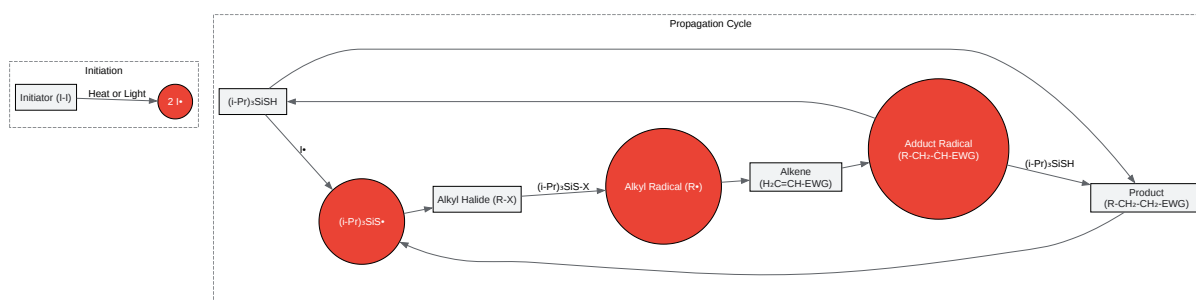 Propagation Cycle
Initiation
Initiator (I-I)
Heat or Light
2 I•
(i-Pr)₃SiSH
I•
(i-Pr)₃SiS•
Alkyl Halide (R-X)
(i-Pr)₃SiS-X
Alkyl Radical (R•)
Alkene
(H₂C=CH-EWG)
Adduct Radical
(R-CH₂-CH-EWG)
(i-Pr)₃SiSH
Product
(R-CH₂-CH₂-EWG)